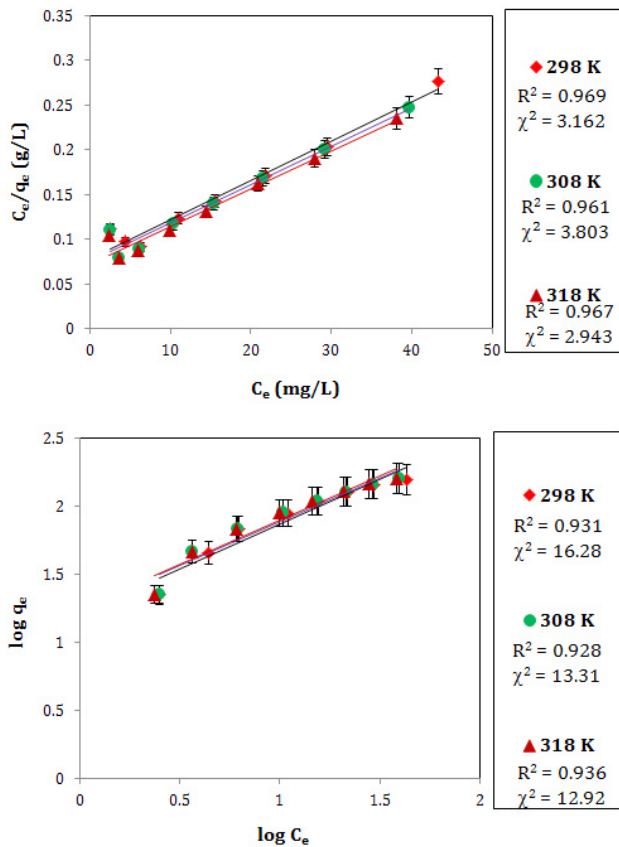 0.35
0.3
0.25
0.2
0.15
0.1
0.05
0
Cₑ/qₑ (g/L)
0 10 20 30 40 50
Cₑ (mg/L)
298 K
R² = 0.969
χ² = 3.162
308 K
R² = 0.961
χ² = 3.803
318 K
R² = 0.967
χ² = 2.943
2.5
2
1.5
1
0.5
0
log qₑ
0 0.5 1 1.5 2
log Cₑ
298 K
R² = 0.931
χ² = 16.28
308 K
R² = 0.928
χ² = 13.31
318 K
R² = 0.936
χ² = 12.92